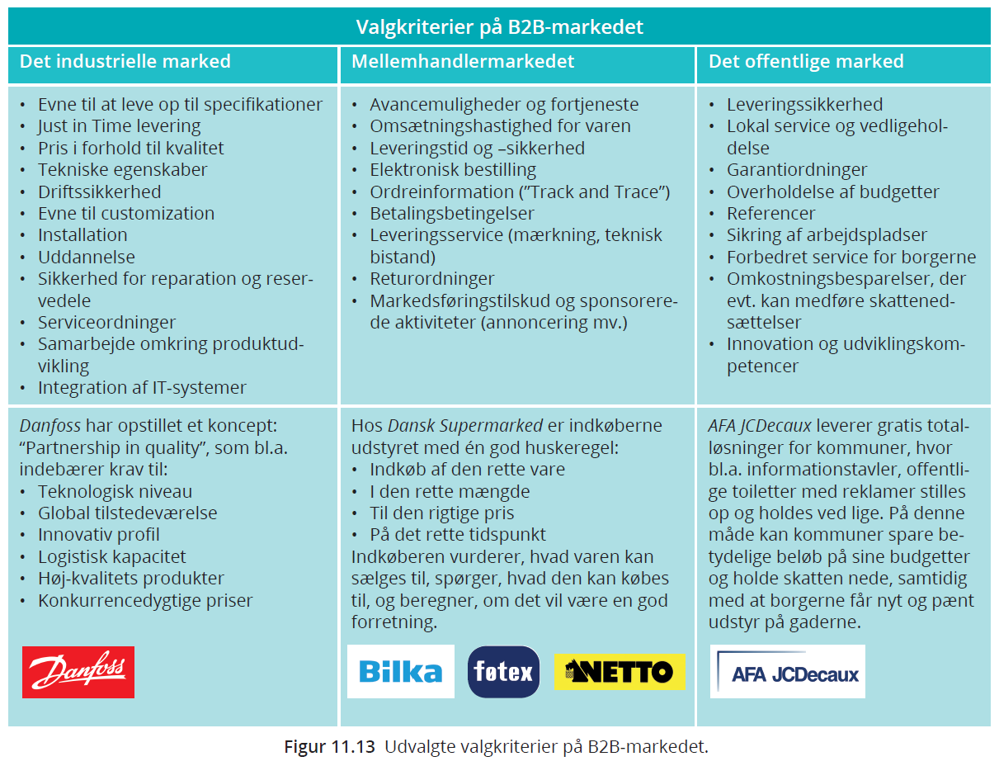 Valgkriterier på B2B-markedet
Det industrielle marked
• Evne til at leve op til specifikationer
• Just in Time levering
• Pris i forhold til kvalitet
• Tekniske egenskaber
• Driftssikkerhed
• Evne til customization
• Installation
• Uddannelse
• Sikkerhed for reparation og reser-
vedele
• Serviceordninger
• Samarbejde omkring produktud-
vikling
• Integration af IT-systemer
Danfoss har opstillet et koncept:
“Partnership in quality”, som bl.a.
indebærer krav til:
• Teknologisk niveau
• Global tilstedeværelse
• Innovativ profil
• Logistisk kapacitet
• Høj-kvalitets produkter
• Konkurrencedygtige priser
Danfoss
Mellemhandlermarkedet
• Avancemuligheder og fortjeneste
• Omsætningshastighed for varen
• Leveringstid og –sikkerhed
• Elektronisk bestilling
• Ordreinformation (”Track and Trace”)
• Betalingsbetingelser
• Leveringsservice (mærkning, teknisk
bistand)
• Returordninger
• Markedsføringstilskud og sponsorere-
de aktiviteter (annoncering mv.)
Hos Dansk Supermarked er indkøberne
udstyret med én god huskeregel:
• Indkøb af den rette vare
• I den rette mængde
• Til den rigtige pris
• På det rette tidspunkt
Indkøberen vurderer, hvad varen kan
sælges til, spørger, hvad den kan købes
til, og beregner, om det vil være en god
forretning.
Bilka
føtex
NETTO
Det offentlige marked
• Leveringssikkerhed
• Lokal service og vedligehol-
delse
• Garantiordninger
• Overholdelse af budgetter
• Referencer
• Sikring af arbejdspladser
• Forbedret service for borgerne
• Omkostningsbesparelser, der
evt. kan medføre skattened-
sættelser
• Innovation og udviklingskom-
petencer
AFA JCDecaux leverer gratis total-
løsninger for kommuner, hvor
bl.a. informationstavler, offentli-
ge toiletter med reklamer stilles
op og holdes ved lige. På denne
måde kan kommuner spare be-
tydelige beløb på sine budgetter
og holde skatten nede, samtidig
med at borgerne får nyt og pænt
udstyr på gaderne.
AFA JCDecaux
Figur 11.13 Udvalgte valgkriterier på B2B-markedet.